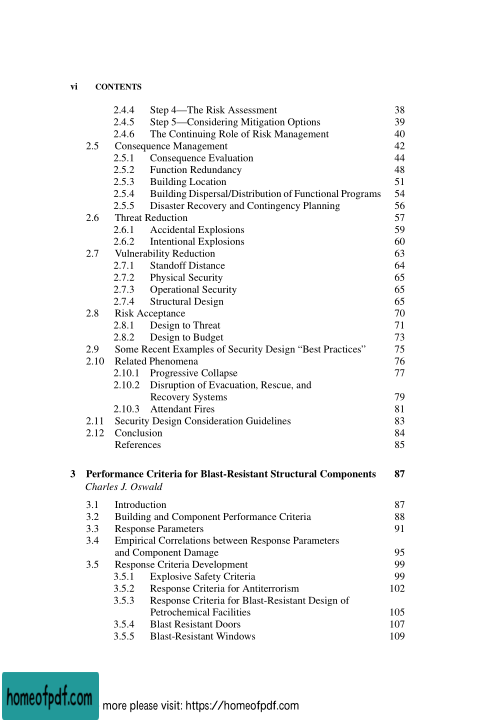 vi CONTENTS
2.4.4 Step 4—The Risk Assessment 38
2.4.5 Step 5—Considering Mitigation Options 39
2.4.6 The Continuing Role of Risk Management 40
2.5 Consequence Management 42
2.5.1 Consequence Evaluation 44
2.5.2 Function Redundancy 48
2.5.3 Building Location 51
2.5.4 Building Dispersal/Distribution of Functional Programs 54
2.5.5 Disaster Recovery and Contingency Planning 56
2.6 Threat Reduction 57
2.6.1 Accidental Explosions 59
2.6.2 Intentional Explosions 60
2.7 Vulnerability Reduction 63
2.7.1 Standoff Distance 64
2.7.2 Physical Security 65
2.7.3 Operational Security 65
2.7.4 Structural Design 65
2.8 Risk Acceptance 70
2.8.1 Design to Threat 71
2.8.2 Design to Budget 73
2.9 Some Recent Examples of Security Design “Best Practices” 75
2.10 Related Phenomena 76
2.10.1 Progressive Collapse 77
2.10.2 Disruption of Evacuation, Rescue, and
Recovery Systems 79
2.10.3 Attendant Fires 81
2.11 Security Design Consideration Guidelines 83
2.12 Conclusion 84
References 85
3 Performance Criteria for Blast-Resistant Structural Components 87
Charles J. Oswald
3.1 Introduction 87
3.2 Building and Component Performance Criteria 88
3.3 Response Parameters 91
3.4 Empirical Correlations between Response Parameters
and Component Damage 95
3.5 Response Criteria Development 99
3.5.1 Explosive Safety Criteria 99
3.5.2 Response Criteria for Antiterrorism 102
3.5.3 Response Criteria for Blast-Resistant Design of
Petrochemical Facilities 105
3.5.4 Blast Resistant Doors 107
3.5.5 Blast-Resistant Windows 109
homeofpdf.com more please visit: https://homeofpdf.com